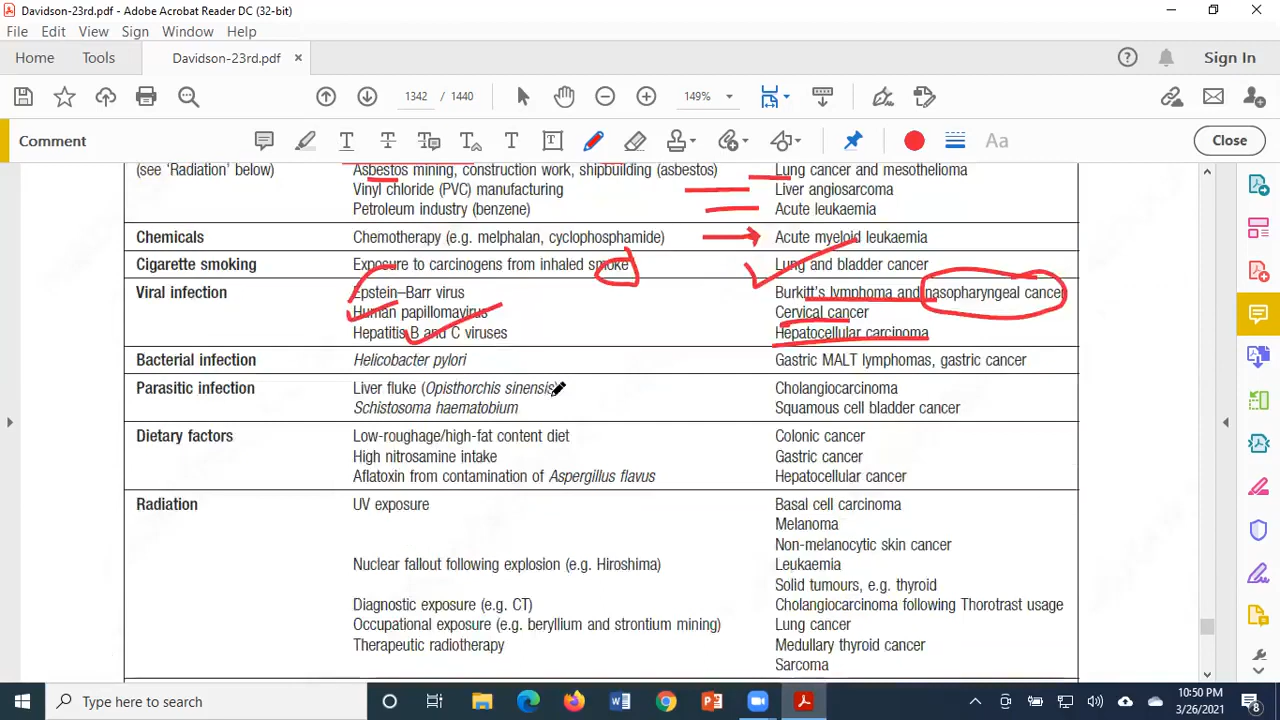 Davidson-23rd.pdf - Adobe Acrobat Reader DC (32-bit)
File Edit View Sign Window Help
Home Tools Davidson-23rd.pdf × Sign In
1342 / 1440 149%
Comment Close
(see ‘Radiation’ below) Asbestos mining, construction work, shipbuilding (asbestos) Lung cancer and mesothelioma
Vinyl chloride (PVC) manufacturing Liver angiosarcoma
Petroleum industry (benzene) Acute leukaemia
Chemicals Chemotherapy (e.g. melphalan, cyclophosphamide) Acute myeloid leukaemia
Cigarette smoking Exposure to carcinogens from inhaled smoke Lung and bladder cancer
Viral infection Epstein–Barr virus Burkitt’s lymphoma and nasopharyngeal cancer
Human papillomavirus Cervical cancer
Hepatitis B and C viruses Hepatocellular carcinoma
Bacterial infection Helicobacter pylori Gastric MALT lymphomas, gastric cancer
Parasitic infection Liver fluke (Opisthorchis sinensis) Cholangiocarcinoma
Schistosoma haematobium Squamous cell bladder cancer
Dietary factors Low-roughage/high-fat content diet Colonic cancer
High nitrosamine intake Gastric cancer
Aflatoxin from contamination of Aspergillus flavus Hepatocellular cancer
Radiation UV exposure Basal cell carcinoma
Melanoma
Non-melanocytic skin cancer
Nuclear fallout following explosion (e.g. Hiroshima) Leukaemia
Solid tumours, e.g. thyroid
Diagnostic exposure (e.g. CT) Cholangiocarcinoma following Thorotrast usage
Occupational exposure (e.g. beryllium and strontium mining) Lung cancer
Therapeutic radiotherapy Medullary thyroid cancer
Sarcoma
Type here to search
10:50 PM
3/26/2021
8